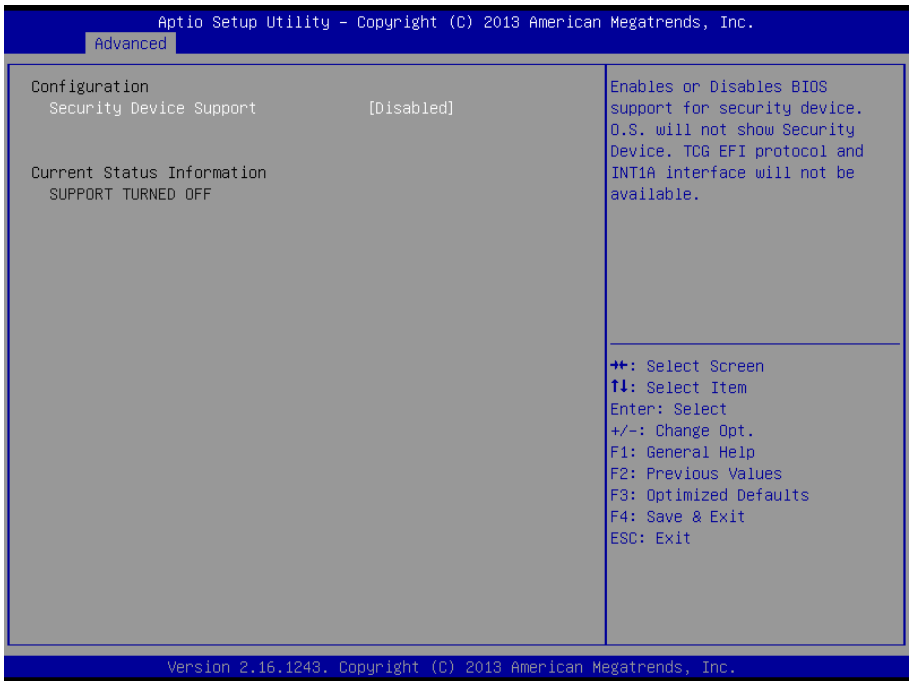 Aptio Setup Utility – Copyright (C) 2013 American Megatrends, Inc.
Advanced
Configuration
Security Device Support [Disabled]
Current Status Information
SUPPORT TURNED OFF
Enables or Disables BIOS
support for security device.
O.S. will not show Security
Device. TCG EFI protocol and
INT1A interface will not be
available.
→←: Select Screen
↑↓: Select Item
Enter: Select
+/-: Change Opt.
F1: General Help
F2: Previous Values
F3: Optimized Defaults
F4: Save & Exit
ESC: Exit
Version 2.16.1243. Copyright (C) 2013 American Megatrends, Inc.